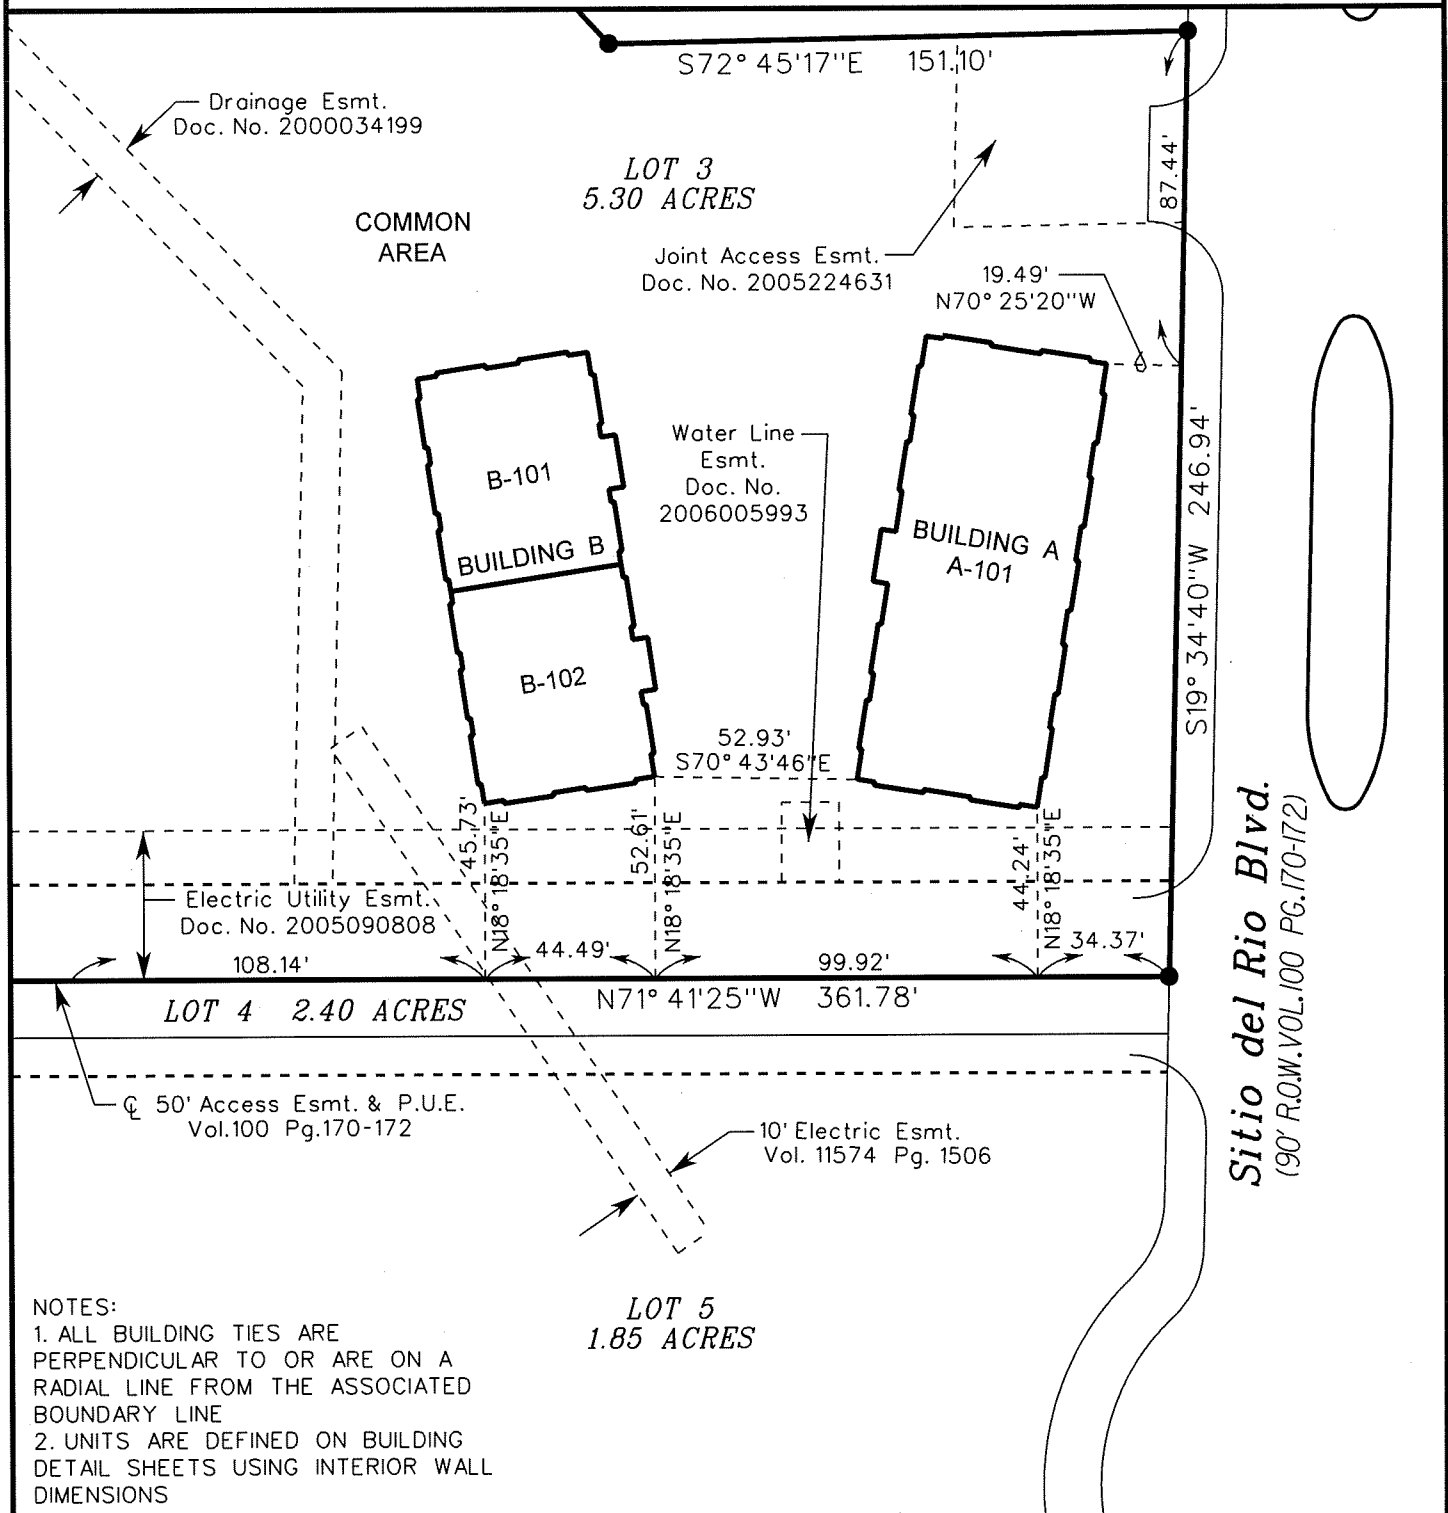 S72° 45'17"E 151.10'
Drainage Esmt.
Doc. No. 2000034199
LOT 3
5.30 ACRES
87.44'
COMMON
AREA
Joint Access Esmt.
Doc. No. 2005224631
19.49'
N70° 25'20"W
Water Line
Esmt.
Doc. No.
2006005993
B-101
BUILDING B
B-102
BUILDING A
A-101
S19° 34'40"W 246.94'
52.93'
S70° 43'46"E
45.73'
N18° 18'35"E
52.61'
N18° 18'35"E
44.24'
N18° 18'35"E
Electric Utility Esmt.
Doc. No. 2005090808
108.14'
44.49'
99.92'
34.37'
LOT 4 2.40 ACRES
N71° 41'25"W 361.78'
Sitio del Rio Blvd.
(90' R.O.W. VOL.100 PG.170-172)
℄ 50' Access Esmt. & P.U.E.
Vol.100 Pg.170-172
10' Electric Esmt.
Vol. 11574 Pg. 1506
LOT 5
1.85 ACRES
NOTES:
1. ALL BUILDING TIES ARE
PERPENDICULAR TO OR ARE ON A
RADIAL LINE FROM THE ASSOCIATED
BOUNDARY LINE
2. UNITS ARE DEFINED ON BUILDING
DETAIL SHEETS USING INTERIOR WALL
DIMENSIONS